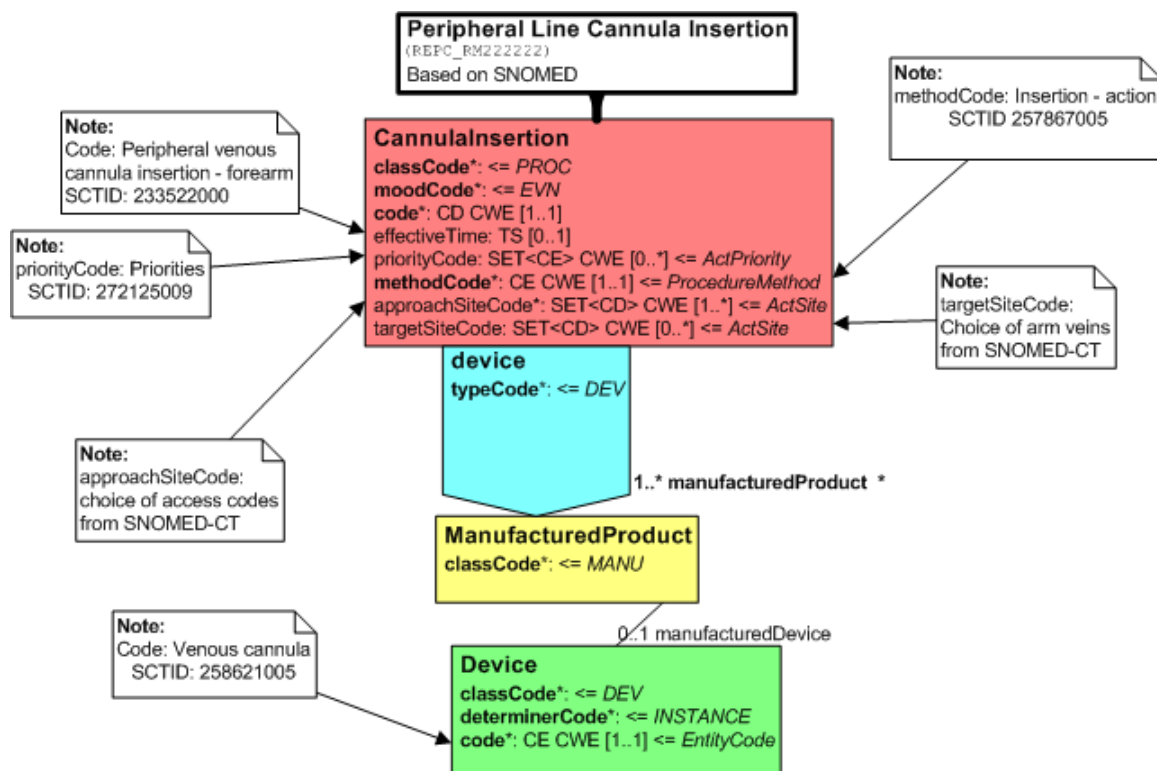 Peripheral Line Cannula Insertion
(REPC_RM222222)
Based on SNOMED
Note:
methodCode: Insertion - action
SCTID 257867005
Note:
Code: Peripheral venous
cannula insertion - forearm
SCTID: 233522000
CannulaInsertion
classCode*: <= PROC
moodCode*: <= EVN
code*: CD CWE [1..1]
effectiveTime: TS [0..1]
priorityCode: SET<CE> CWE [0..*] <= ActPriority
methodCode*: CE CWE [1..1] <= ProcedureMethod
approachSiteCode*: SET<CD> CWE [1..*] <= ActSite
targetSiteCode: SET<CD> CWE [0..*] <= ActSite
Note:
priorityCode: Priorities
SCTID: 272125009
Note:
targetSiteCode:
Choice of arm veins
from SNOMED-CT
device
typeCode*: <= DEV
Note:
approachSiteCode:
choice of access codes
from SNOMED-CT
1..* manufacturedProduct *
ManufacturedProduct
classCode*: <= MANU
0..1 manufacturedDevice
Note:
Code: Venous cannula
SCTID: 258621005
Device
classCode*: <= DEV
determinerCode*: <= INSTANCE
code*: CE CWE [1..1] <= EntityCode